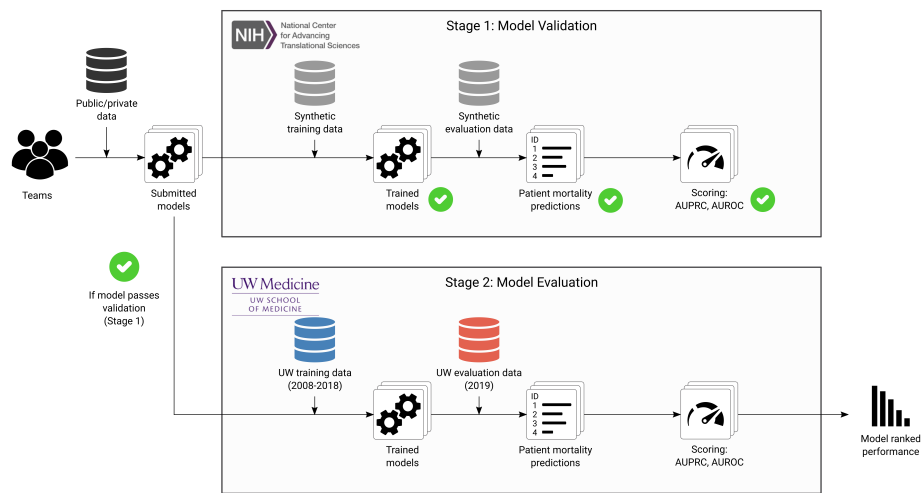 NIH
National Center
for Advancing
Translational Sciences
Stage 1: Model Validation
Public/private
data
Synthetic
training data
Synthetic
evaluation data
ID
1
2
3
4
Teams
Submitted
models
Trained
models
Patient mortality
predictions
Scoring:
AUPRC, AUROC
If model passes
validation
(Stage 1)
UW Medicine
UW SCHOOL
OF MEDICINE
Stage 2: Model Evaluation
UW training data
(2008-2018)
UW evaluation data
(2019)
ID
1
2
3
4
Trained
models
Patient mortality
predictions
Scoring:
AUPRC, AUROC
Model ranked
performance